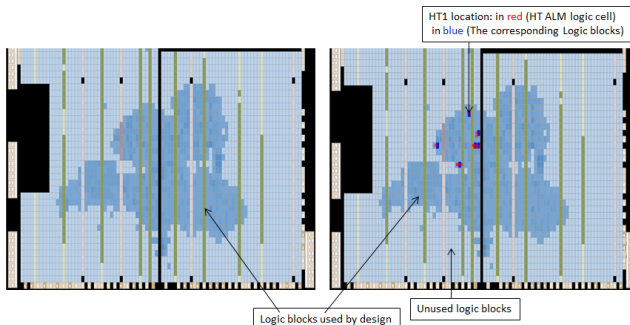 HT1 location: in red (HT ALM logic cell)
in blue (The corresponding Logic blocks)
Logic blocks used by design
Unused logic blocks